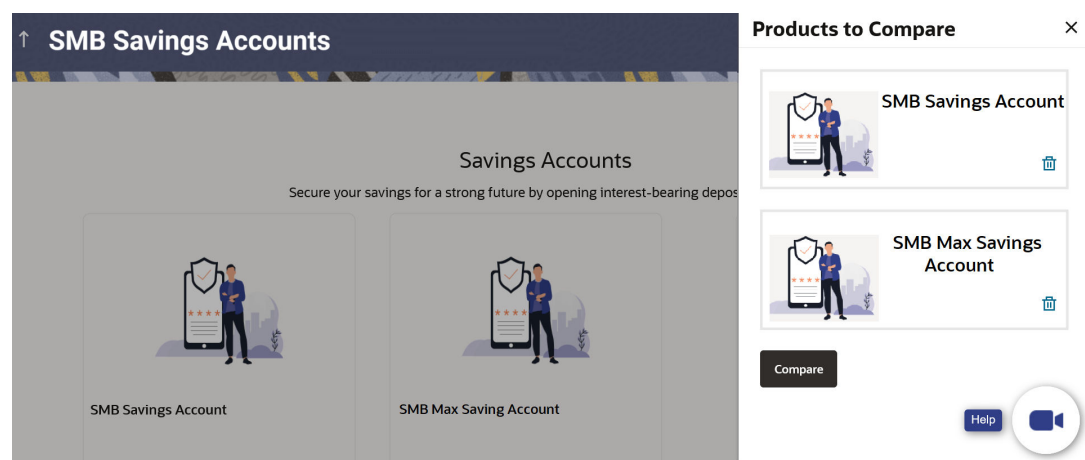 SMB Savings Accounts
Savings Accounts
Secure your savings for a strong future by opening interest-bearing depos
SMB Savings Account
SMB Max Saving Account
Products to Compare
SMB Savings Account
SMB Max Savings
Account
Compare
Help